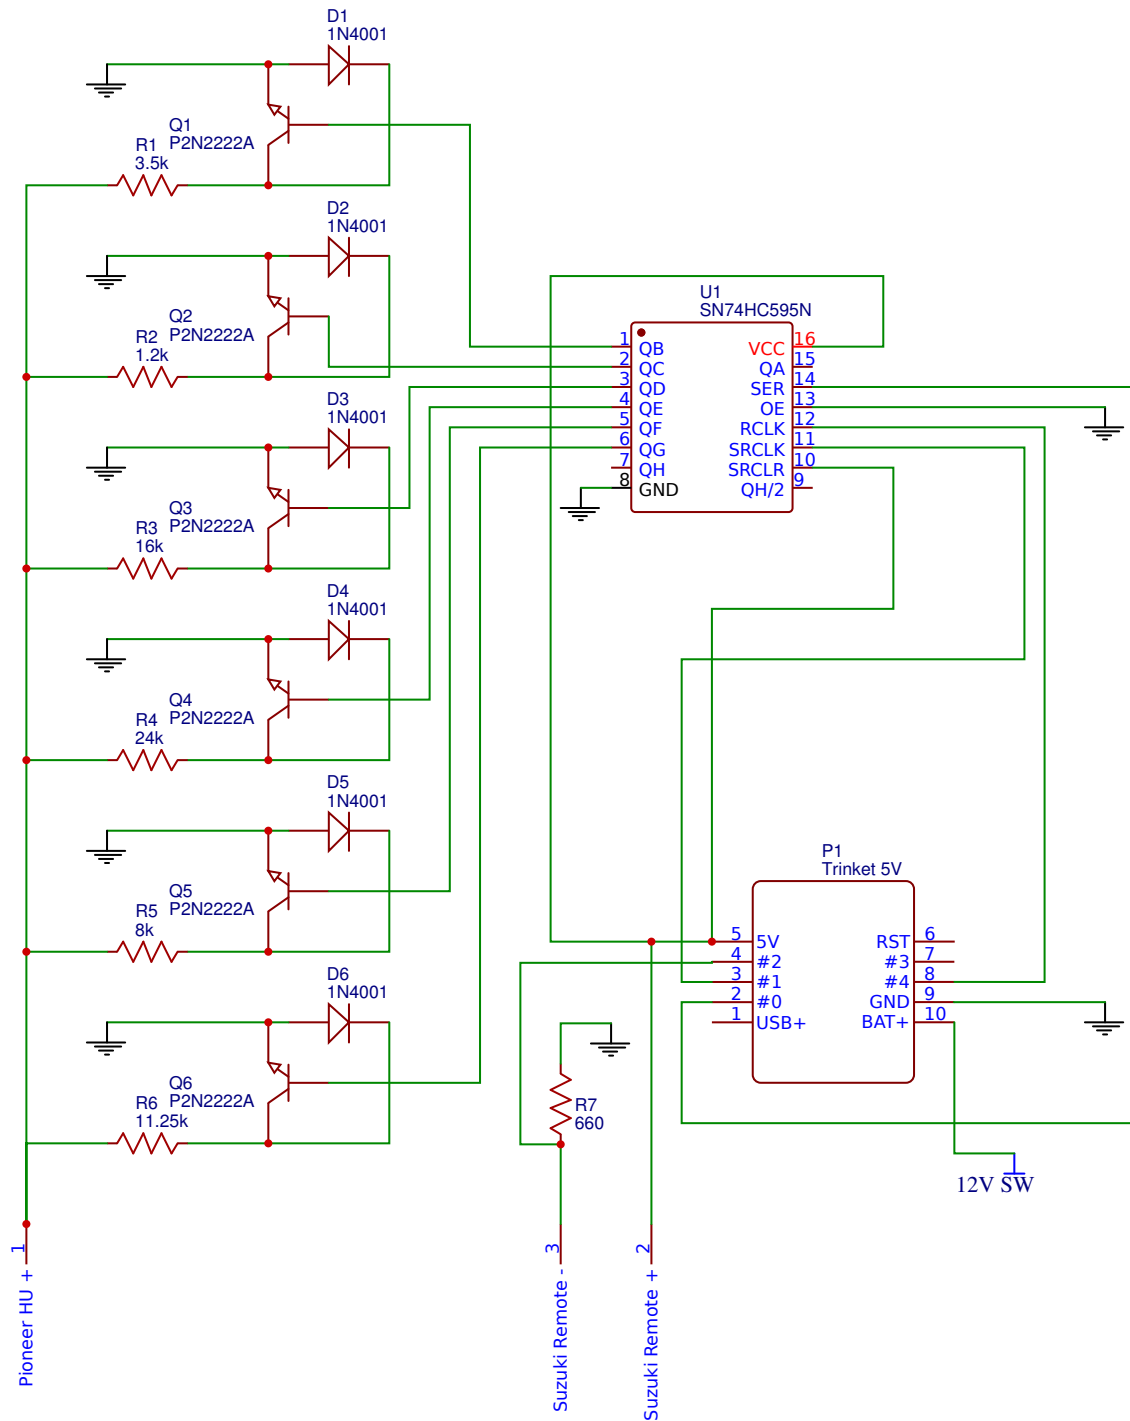 D1
1N4001
Q1
P2N2222A
R1
3.5k
D2
1N4001
Q2
P2N2222A
R2
1.2k
D3
1N4001
Q3
P2N2222A
R3
16k
D4
1N4001
Q4
P2N2222A
R4
24k
D5
1N4001
Q5
P2N2222A
R5
8k
D6
1N4001
Q6
P2N2222A
R6
11.25k
U1
SN74HC595N
1 QB VCC 16
2 QC QA 15
3 QD SER 14
4 QE OE 13
5 QF RCLK 12
6 QG SRCLK 11
7 QH SRCLR 10
8 GND QH/2 9
P1
Trinket 5V
5 5V RST 6
4 #2 #3 7
3 #1 #4 8
2 #0 GND 9
1 USB+ BAT+ 10
R7
660
12V SW
1
Pioneer HU +
3
Suzuki Remote -
2
Suzuki Remote +